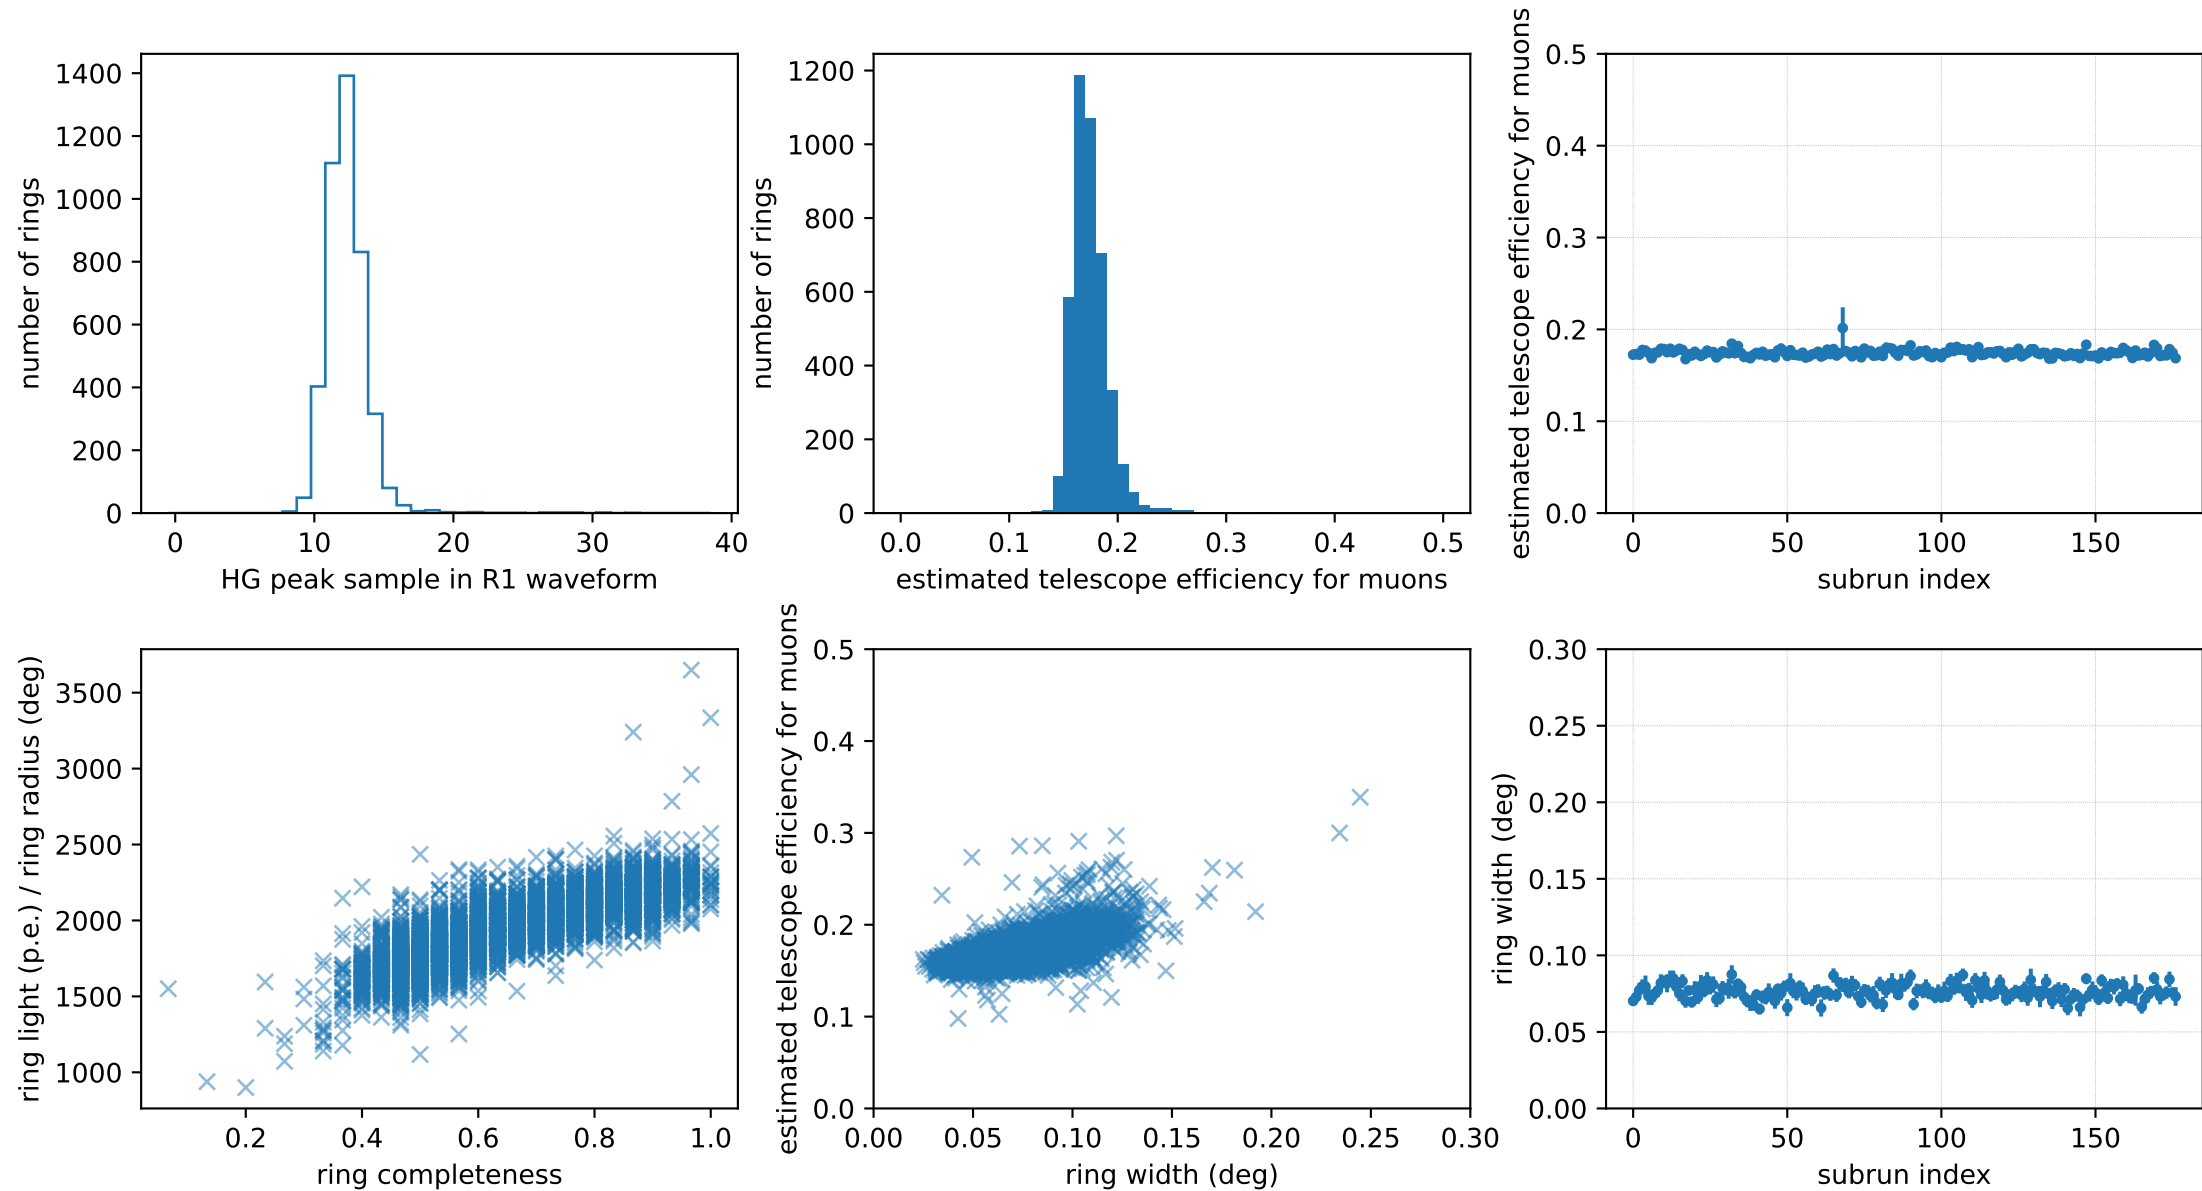 number of rings
1400
1200
1000
800
600
400
200
0
0 10 20 30 40
HG peak sample in R1 waveform
number of rings
1200
1000
800
600
400
200
0
0.0 0.1 0.2 0.3 0.4 0.5
estimated telescope efficiency for muons
estimated telescope efficiency for muons
0.5
0.4
0.3
0.2
0.1
0.0
0 50 100 150
subrun index
ring light (p.e.) / ring radius (deg)
3500
3000
2500
2000
1500
1000
0.2 0.4 0.6 0.8 1.0
ring completeness
estimated telescope efficiency for muons
0.5
0.4
0.3
0.2
0.1
0.0
0.00 0.05 0.10 0.15 0.20 0.25 0.30
ring width (deg)
ring width (deg)
0.30
0.25
0.20
0.15
0.10
0.05
0.00
0 50 100 150
subrun index